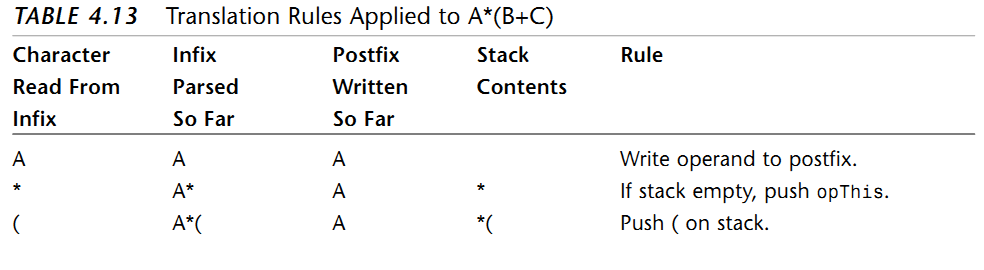 TABLE 4.13 Translation Rules Applied to A*(B+C)
Character Infix Postfix Stack Rule
Read From Parsed Written Contents
Infix So Far So Far
A A A Write operand to postfix.
* A* A * If stack empty, push opThis.
( A*( A *( Push ( on stack.